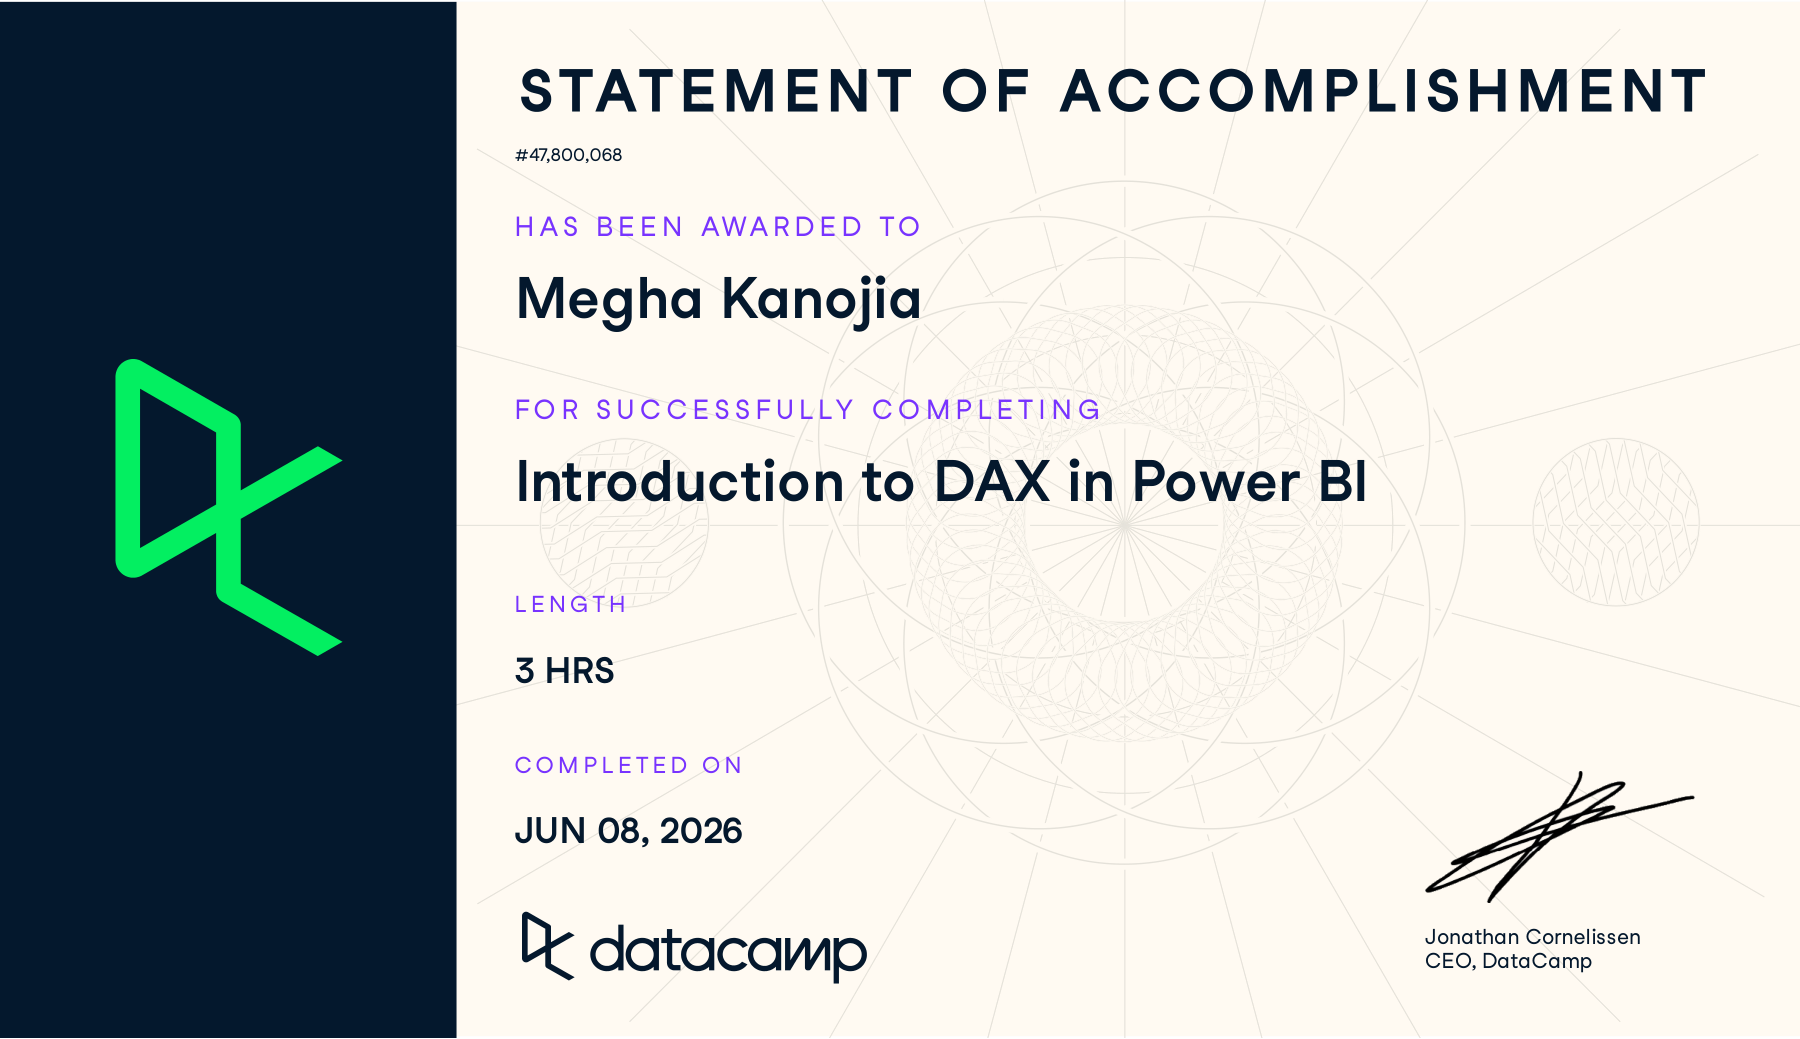 STATEMENT OF ACCOMPLISHMENT
#47,800,068
HAS BEEN AWARDED TO
Megha Kanojia
FOR SUCCESSFULLY COMPLETING
Introduction to DAX in Power BI
LENGTH
3 HRS
COMPLETED ON
JUN 08, 2026
datacamp
Jonathan Cornelissen
CEO, DataCamp